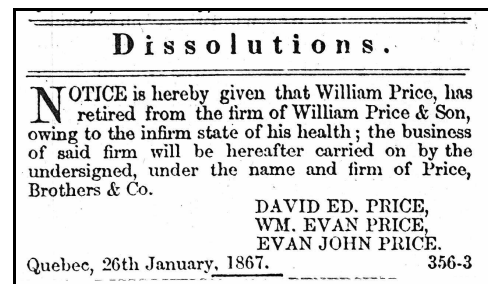 Dissolutions.
NOTICE is hereby given that William Price, has
retired from the firm of William Price & Son,
owing to the infirm state of his health; the business
of said firm will be hereafter carried on by the
undersigned, under the name and firm of Price,
Brothers & Co.
DAVID ED. PRICE,
WM. EVAN PRICE,
EVAN JOHN PRICE.
Quebec, 26th January, 1867. 356-3